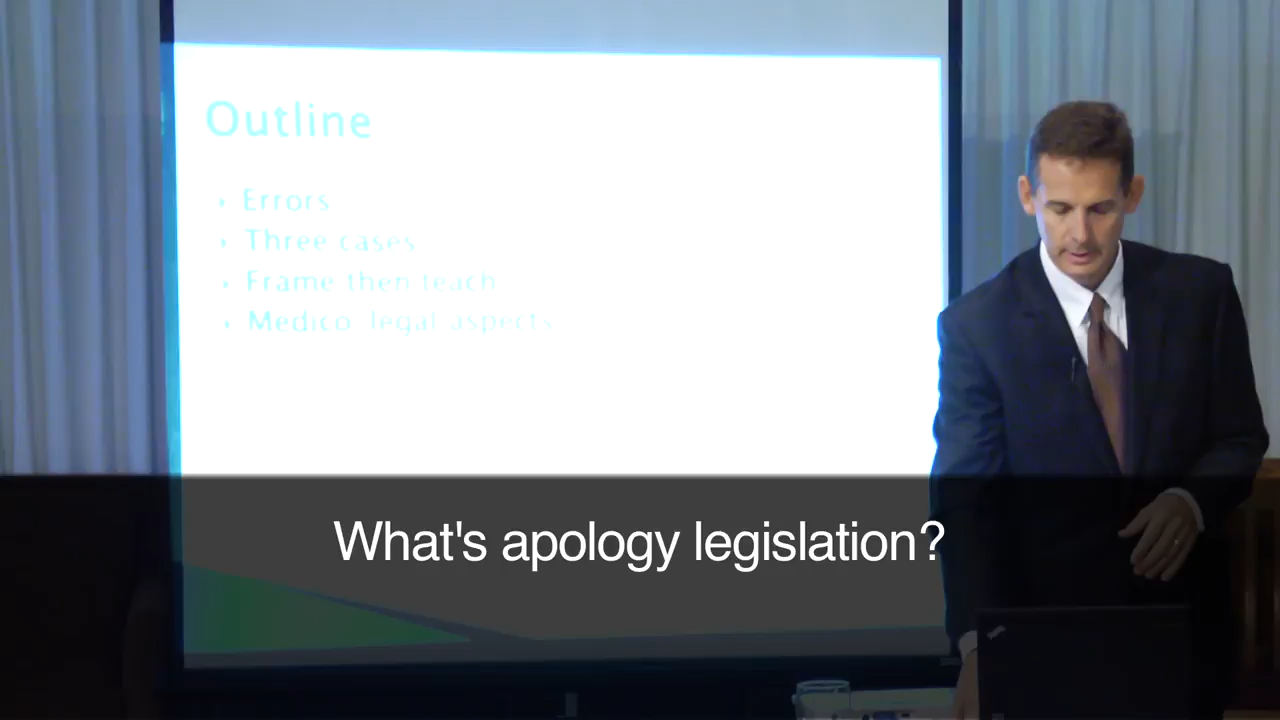 Outline
Errors
Three cases
Frame then teach
Medico legal aspects
What's apology legislation?